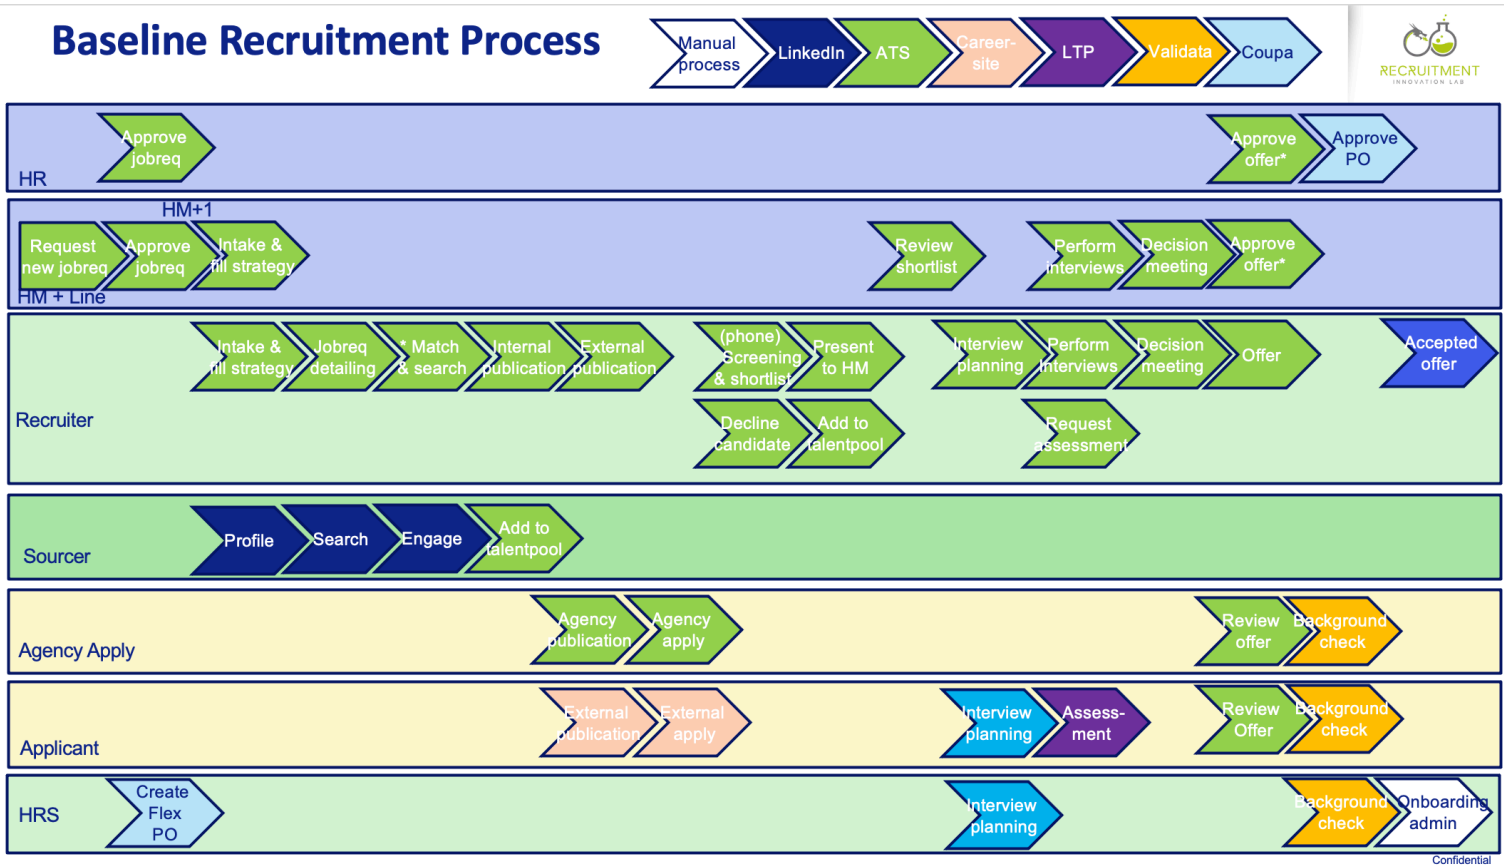 Baseline Recruitment Process
Manual
process
LinkedIn
ATS
Career-
site
LTP
Validata
Coupa
RECRUITMENT
INNOVATION LAB
Approve
jobreq
Approve
offer*
Approve
PO
HR
HM+1
Request
new jobreq
Approve
jobreq
Intake &
fill strategy
Review
shortlist
Perform
interviews
Decision
meeting
Approve
offer*
HM + Line
Intake &
fill strategy
Jobreq
detailing
* Match
& search
Internal
publication
External
publication
(phone)
Screening
& shortlist
Present
to HM
Interview
planning
Perform
Interviews
Decision
meeting
Offer
Accepted
offer
Recruiter
Decline
candidate
Add to
talentpool
Request
assessment
Profile
Search
Engage
Add to
talentpool
Sourcer
Agency
publication
Agency
apply
Review
offer
Background
check
Agency Apply
External
publication
External
apply
Interview
planning
Assess-
ment
Review
Offer
Background
check
Applicant
HRS
Create
Flex
PO
Interview
planning
Background
check
Onboarding
admin
Confidential